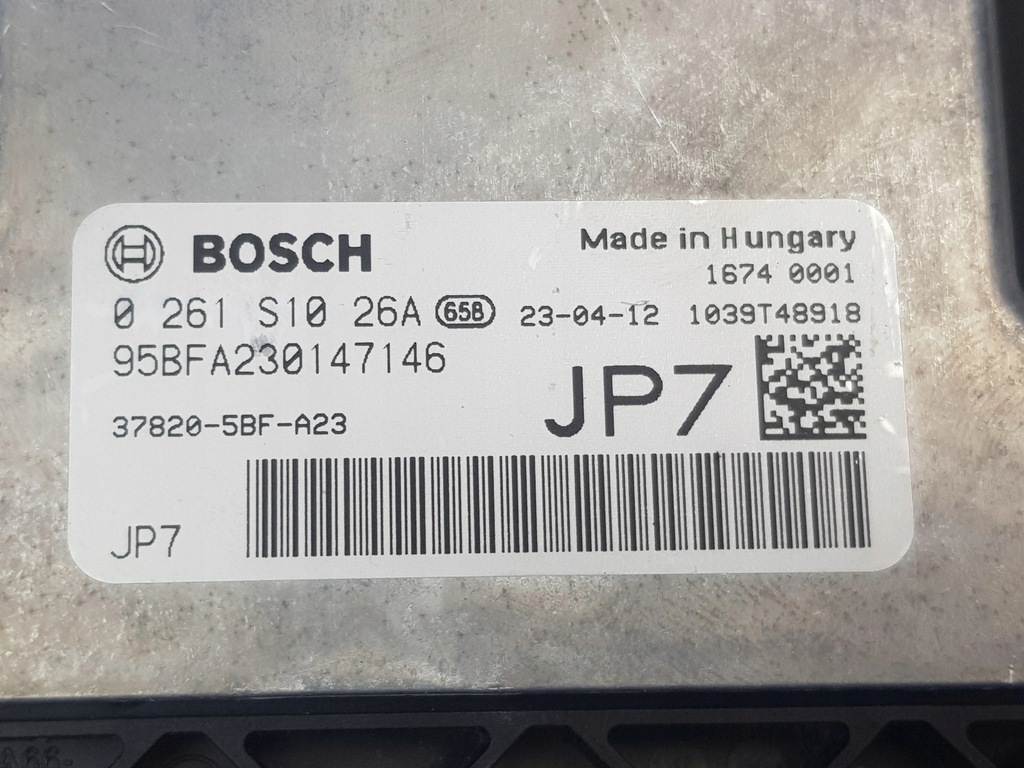 BOSCH
Made in Hungary
1674 0001
0 261 S10 26A 65B 23-04-12 1039T48918
95BFA230147146
JP7
37820-5BF-A23
JP7